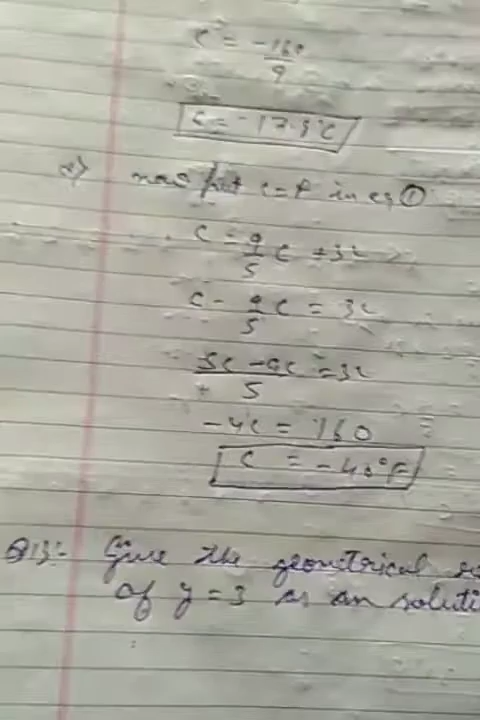 C = -160/9
C = -17.8°C
now put C = F in eq ①
C = 9/5 C + 32
C - 9/5 C = 32
5C - 9C / 5 = 32
-4C = 160
C = -40°F
Q13:- Give the geometrical
of y = 3 as an soluti